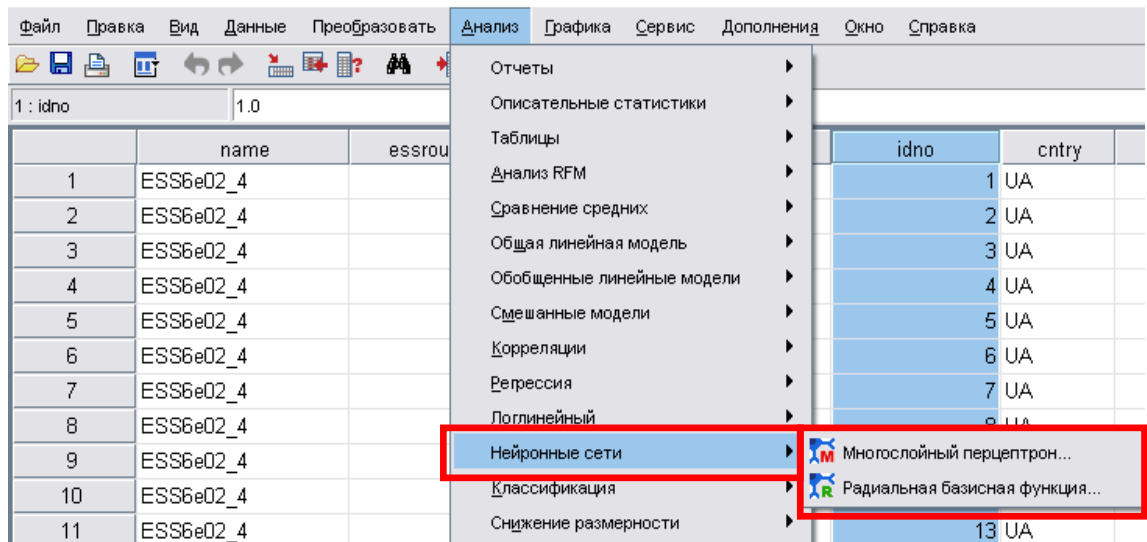 Файл Правка Вид Данные Преобразовать Анализ Графика Сервис Дополнения Окно Справка
1 : idno 1.0
name essrou idno cntry
1 ESS6e02_4 1 UA
2 ESS6e02_4 2 UA
3 ESS6e02_4 3 UA
4 ESS6e02_4 4 UA
5 ESS6e02_4 5 UA
6 ESS6e02_4 6 UA
7 ESS6e02_4 7 UA
8 ESS6e02_4
9 ESS6e02_4
10 ESS6e02_4
11 ESS6e02_4 13 UA
Отчеты
Описательные статистики
Таблицы
Анализ RFM
Сравнение средних
Общая линейная модель
Обобщенные линейные модели
Смешанные модели
Корреляции
Регрессия
Логлинейный
Нейронные сети
Классификация
Снижение размерности
M Многослойный перцептрон...
R Радиальная базисная функция...